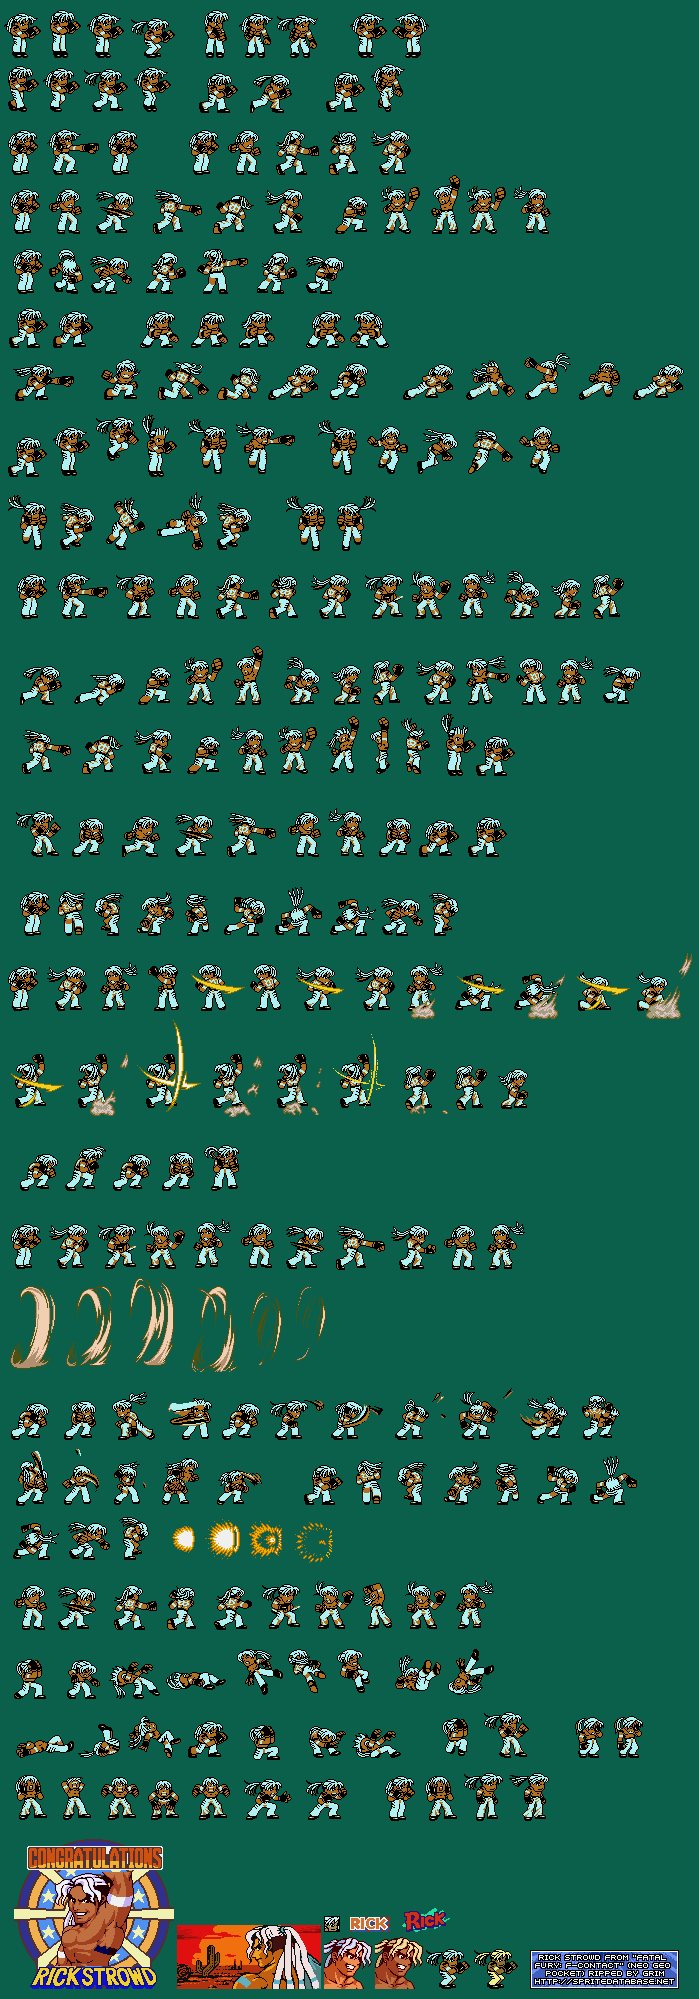 CONGRATULATIONS
RICK STROWD
RICK
RICK
RICK STROWD FROM "FATAL
FURY: F-CONTACT" (NEO GEO
POCKET) RIPPED BY GRIM
HTTP://SPRITEDATABASE.NET